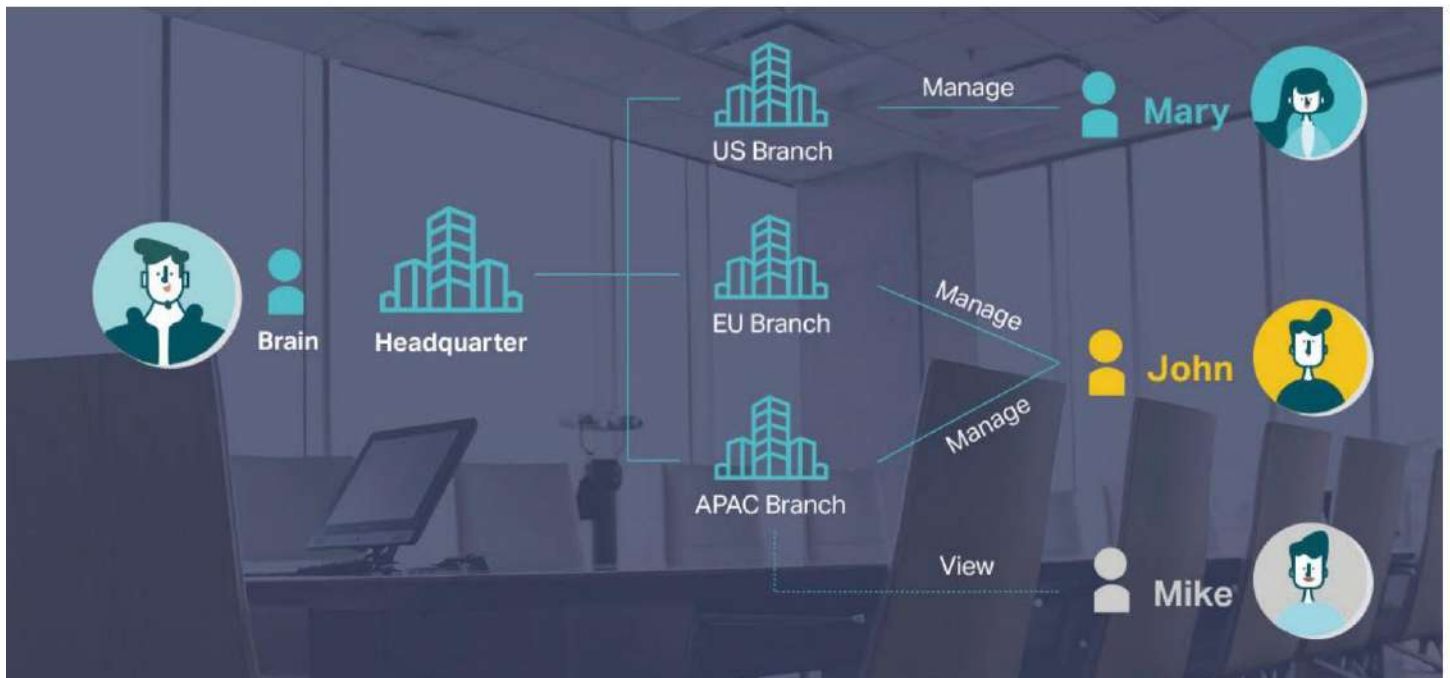 Manage
Mary
US Branch
Brain
Headquarter
EU Branch
Manage
John
Manage
APAC Branch
View
Mike